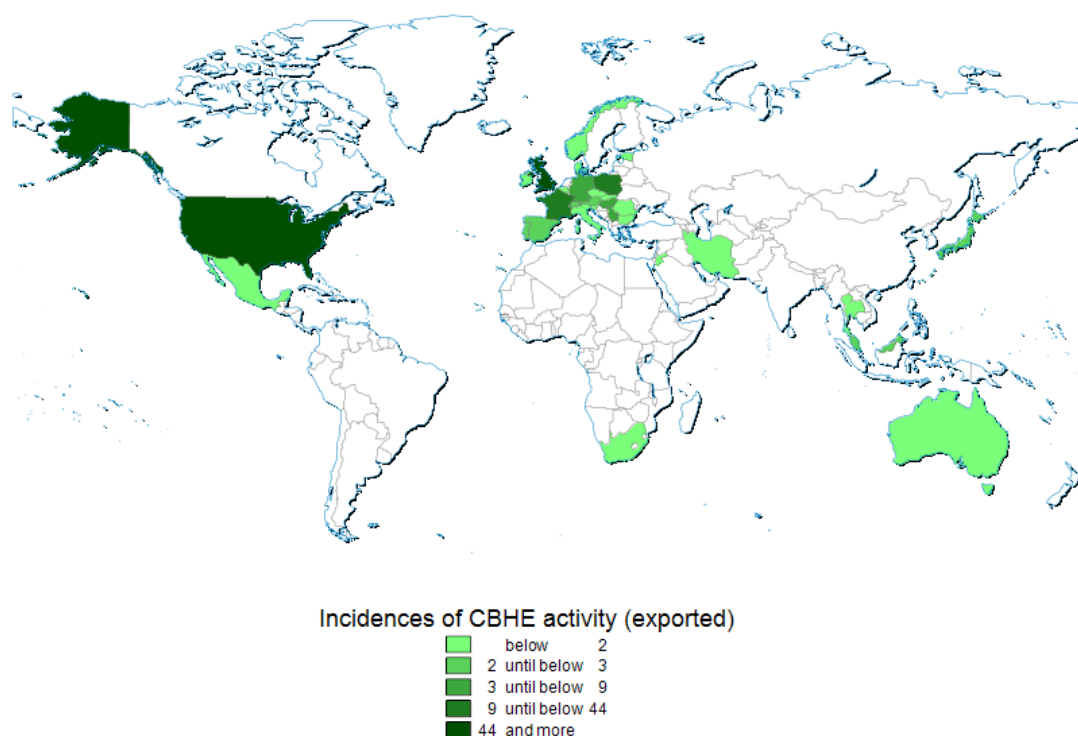 Incidences of CBHE activity (exported)
below 2
2 until below 3
3 until below 9
9 until below 44
44 and more